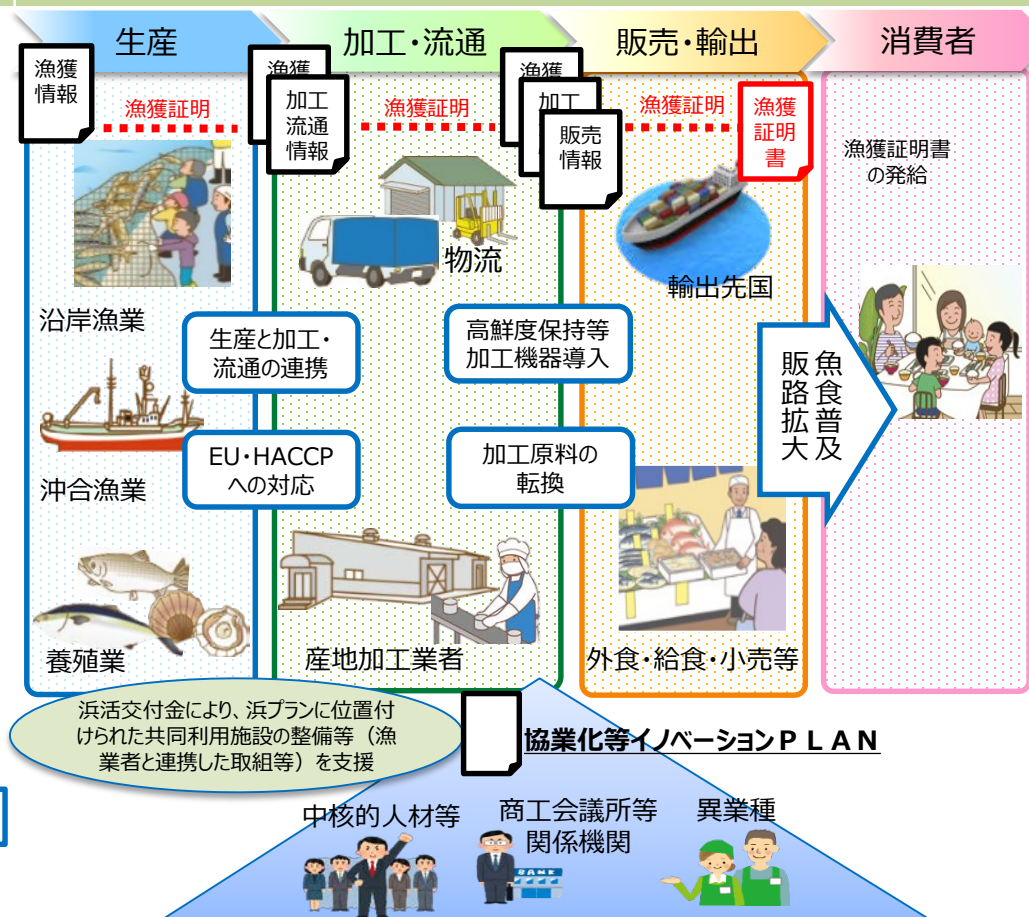 生産
加工・流通
販売・輸出
消費者
漁獲
情報
漁獲証明
漁獲
加工
流通
情報
漁獲証明
漁獲
加工
販売
情報
漁獲証明
漁獲
証明
書
漁獲証明書
の発給
物流
輸出先国
沿岸漁業
生産と加工・
流通の連携
高鮮度保持等
加工機器導入
魚食普及
販路拡大
沖合漁業
EU・HACCP
への対応
加工原料の
転換
養殖業
産地加工業者
外食・給食・小売等
浜活交付金により、浜プランに位置付
けられた共同利用施設の整備等（漁
業者と連携した取組等）を支援
協業化等イノベーションＰＬＡＮ
中核的人材等
商工会議所等
関係機関
異業種
BANK